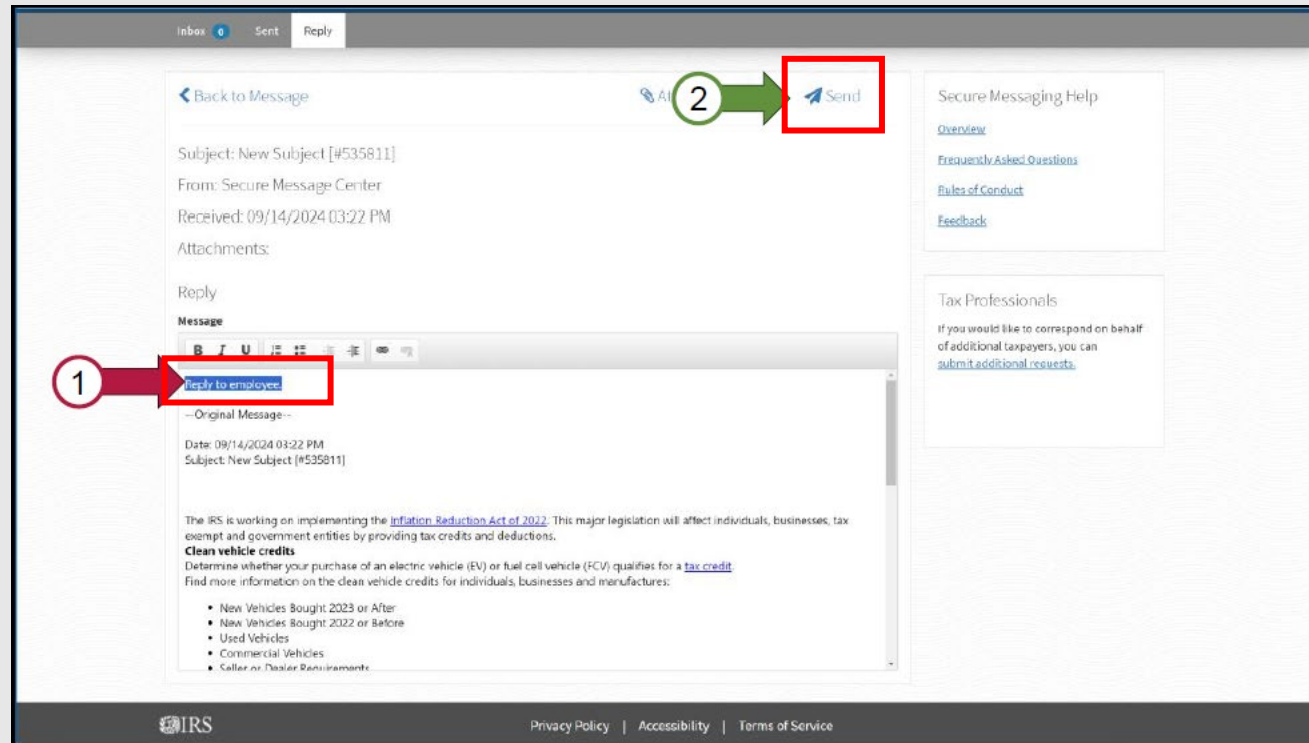 Inbox 0 Sent Reply
Back to Message
2
Send
Subject: New Subject [#535811]
From: Secure Message Center
Received: 09/14/2024 03:22 PM
Attachments:
Reply
Message
B I U
1
Reply to employee.
--Original Message--
Date: 09/14/2024 03:22 PM
Subject: New Subject [#535811]
The IRS is working on implementing the Inflation Reduction Act of 2022. This major legislation will affect individuals, businesses, tax
exempt and government entities by providing tax credits and deductions.
Clean vehicle credits
Determine whether your purchase of an electric vehicle (EV) or fuel cell vehicle (FCV) qualifies for a tax credit.
Find more information on the clean vehicle credits for individuals, businesses and manufactures:
• New Vehicles Bought 2023 or After
• New Vehicles Bought 2022 or Before
• Used Vehicles
• Commercial Vehicles
• Seller or Dealer Requirements
Secure Messaging Help
Overview
Frequently Asked Questions
Rules of Conduct
Feedback
Tax Professionals
If you would like to correspond on behalf
of additional taxpayers, you can
submit additional requests.
IRS
Privacy Policy | Accessibility | Terms of Service